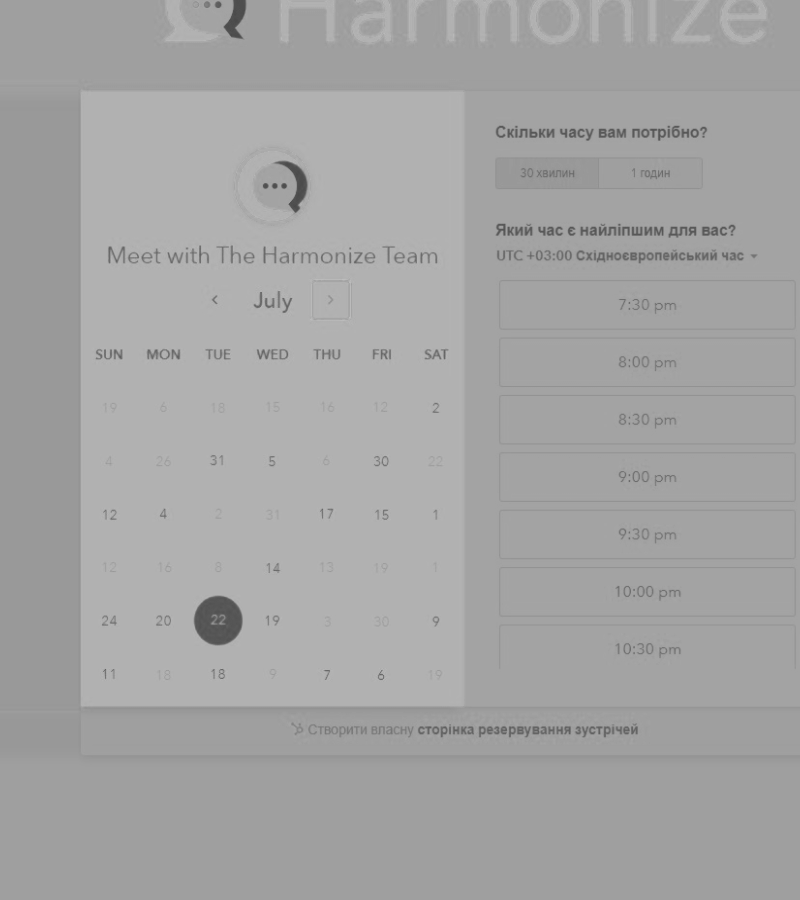 Harmonize
Meet with The Harmonize Team
July
SUN MON TUE WED THU FRI SAT
19 6 18 15 16 12 2
4 26 31 5 6 30 22
12 4 2 31 17 15 1
12 16 8 14 13 19 1
24 20 22 19 3 30 9
11 18 18 9 7 6 19
Скільки часу вам потрібно?
30 хвилин 1 годин
Який час є найліпшим для вас?
UTC +03:00 Східноєвропейський час
7:30 pm
8:00 pm
8:30 pm
9:00 pm
9:30 pm
10:00 pm
10:30 pm
Створити власну сторінка резервування зустрічей